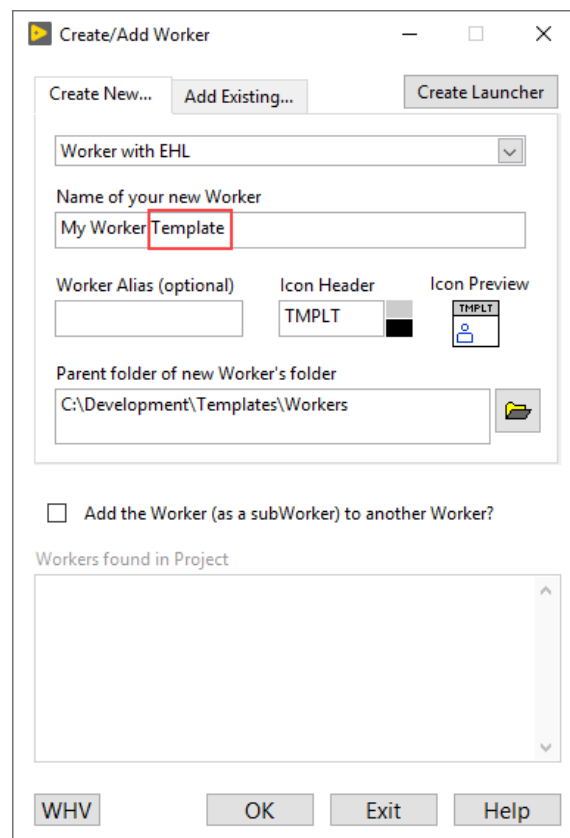 Create/Add Worker
Create New... Add Existing... Create Launcher
Worker with EHL
Name of your new Worker
My Worker Template
Worker Alias (optional) Icon Header Icon Preview
TMPLT TMPLT
Parent folder of new Worker's folder
C:\Development\Templates\Workers
Add the Worker (as a subWorker) to another Worker?
Workers found in Project
WHV OK Exit Help